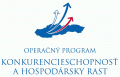 OPERAČNÝ PROGRAM
KONKURENCIESCHOPNOSŤ
A HOSPODÁRSKY RAST